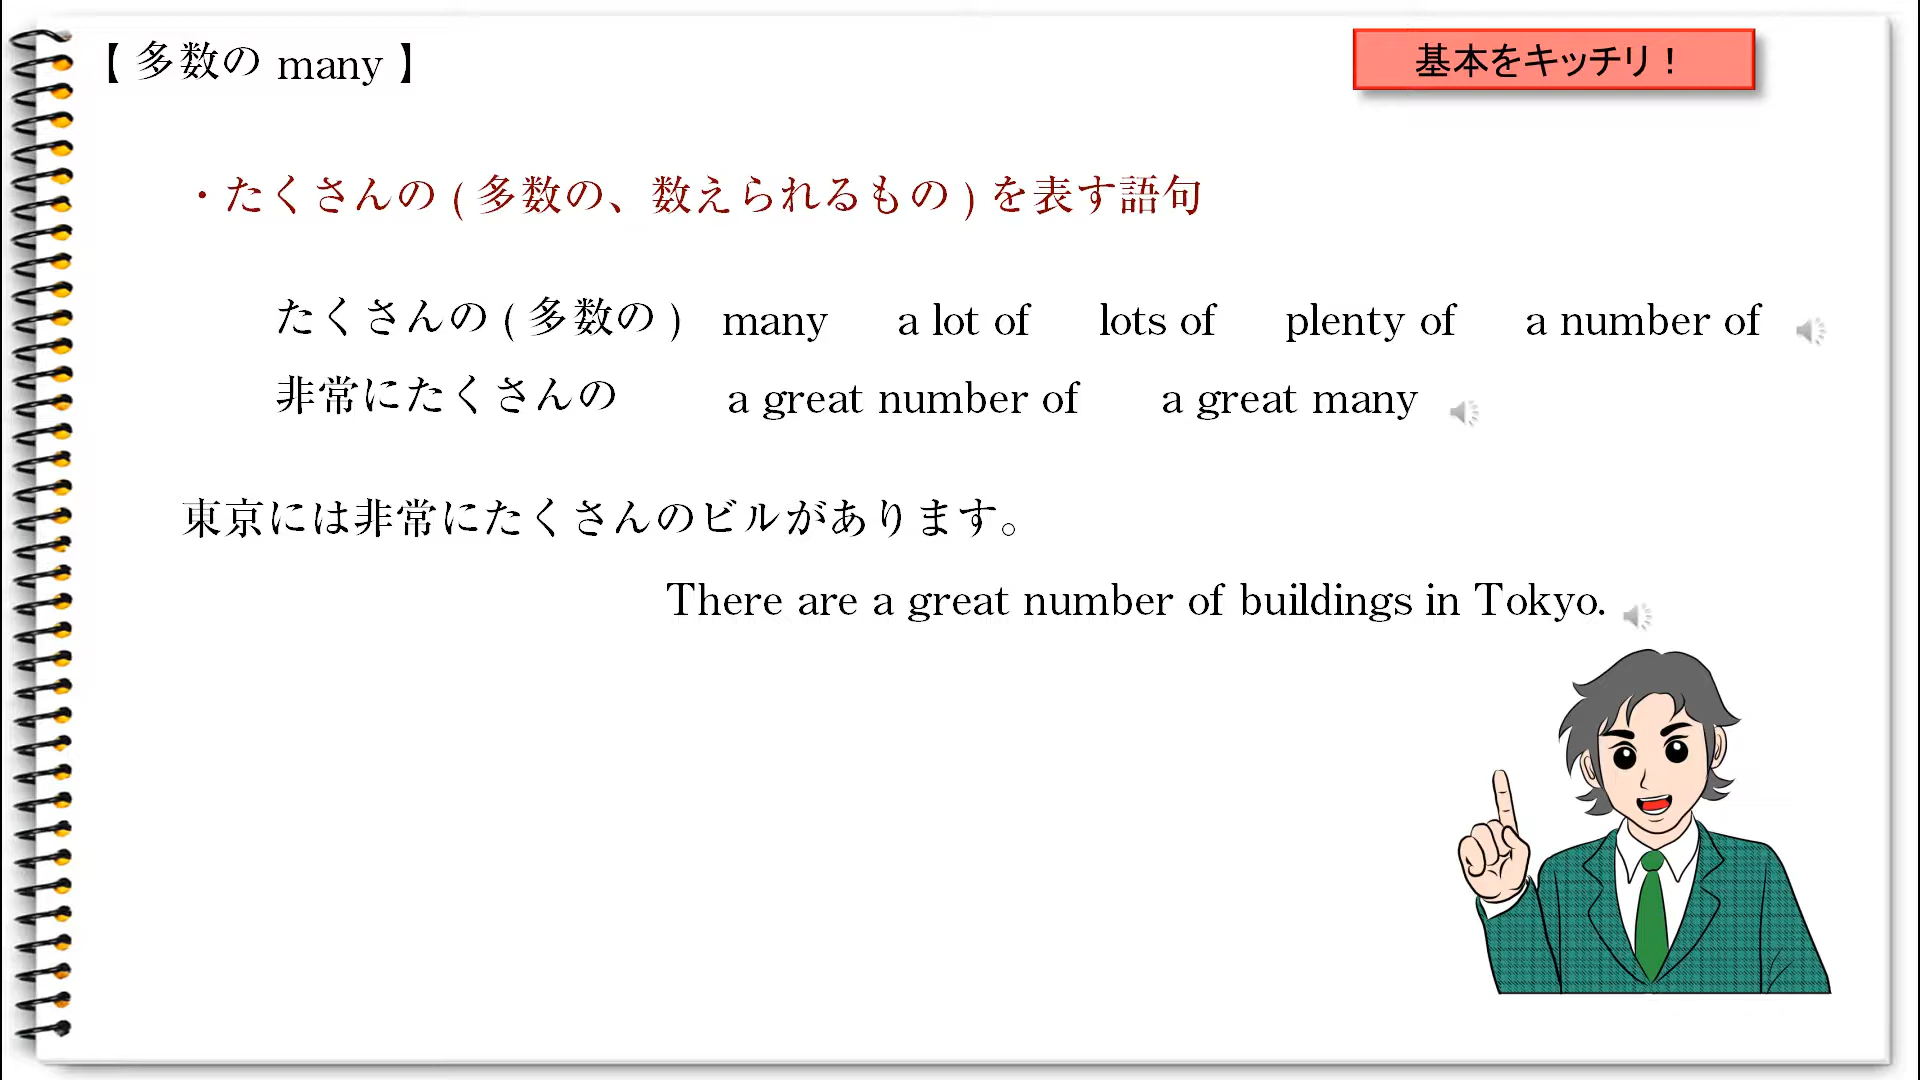 【 多数の many 】
基本をキッチリ！
・たくさんの ( 多数の、数えられるもの ) を表す語句
たくさんの ( 多数の ) many a lot of lots of plenty of a number of
非常にたくさんの a great number of a great many
東京には非常にたくさんのビルがあります。
There are a great number of buildings in Tokyo.